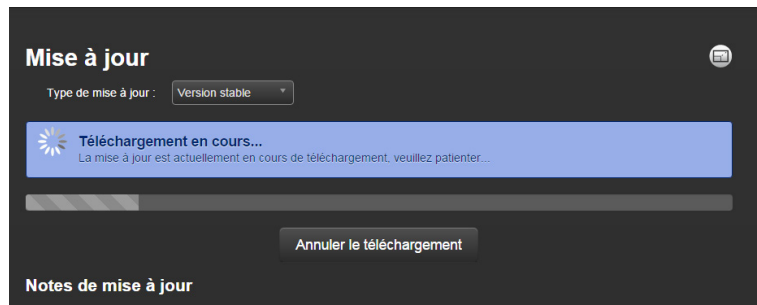 Mise à jour
Type de mise à jour : Version stable
Téléchargement en cours...
La mise à jour est actuellement en cours de téléchargement, veuillez patienter...
Annuler le téléchargement
Notes de mise à jour